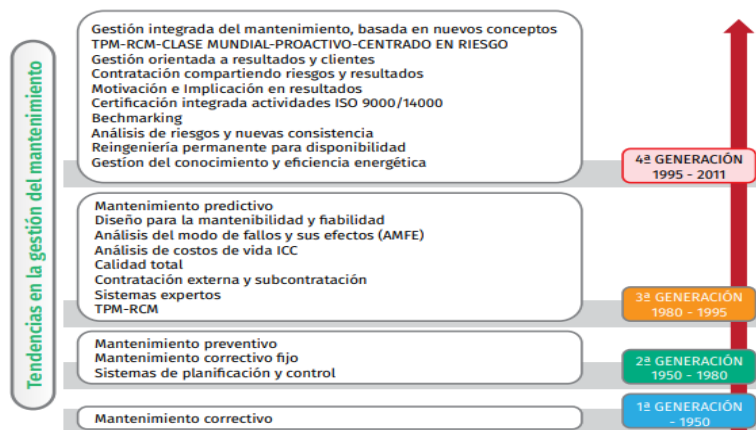 Tendencias en la gestión del mantenimiento
Gestión integrada del mantenimiento, basada en nuevos conceptos
TPM-RCM-CLASE MUNDIAL-PROACTIVO-CENTRADO EN RIESGO
Gestión orientada a resultados y clientes
Contratación compartiendo riesgos y resultados
Motivación e Implicación en resultados
Certificación integrada actividades ISO 9000/14000
Bechmarking
Análisis de riesgos y nuevas consistencia
Reingeniería permanente para disponibilidad
Gestion del conocimiento y eficiencia energética
4ª GENERACIÓN
1995 - 2011
Mantenimiento predictivo
Diseño para la mantenibilidad y fiabilidad
Análisis del modo de fallos y sus efectos (AMFE)
Análisis de costos de vida ICC
Calidad total
Contratación externa y subcontratación
Sistemas expertos
TPM-RCM
3ª GENERACIÓN
1980 - 1995
Mantenimiento preventivo
Mantenimiento correctivo fijo
Sistemas de planificación y control
2ª GENERACIÓN
1950 - 1980
Mantenimiento correctivo
1ª GENERACIÓN
- 1950